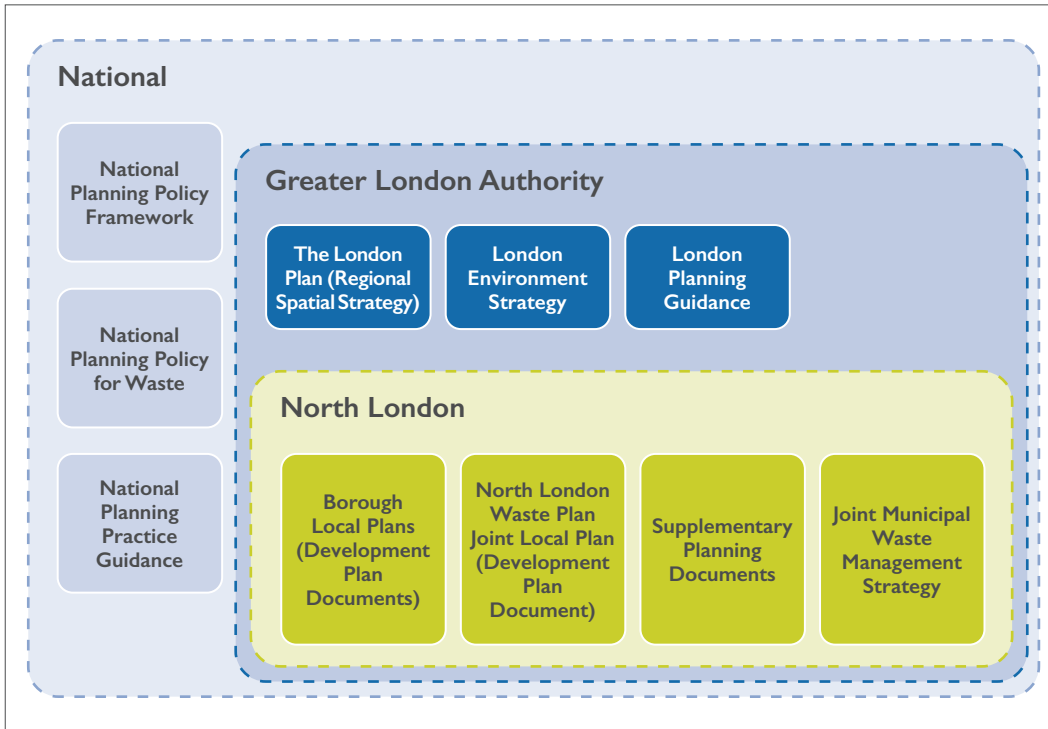 National
National
Planning Policy
Framework
National
Planning Policy
for Waste
National
Planning
Practice
Guidance
Greater London Authority
The London
Plan (Regional
Spatial Strategy)
London
Environment
Strategy
London
Planning
Guidance
North London
Borough
Local Plans
(Development
Plan
Documents)
North London
Waste Plan
Joint Local Plan
(Development
Plan
Document)
Supplementary
Planning
Documents
Joint Municipal
Waste
Management
Strategy